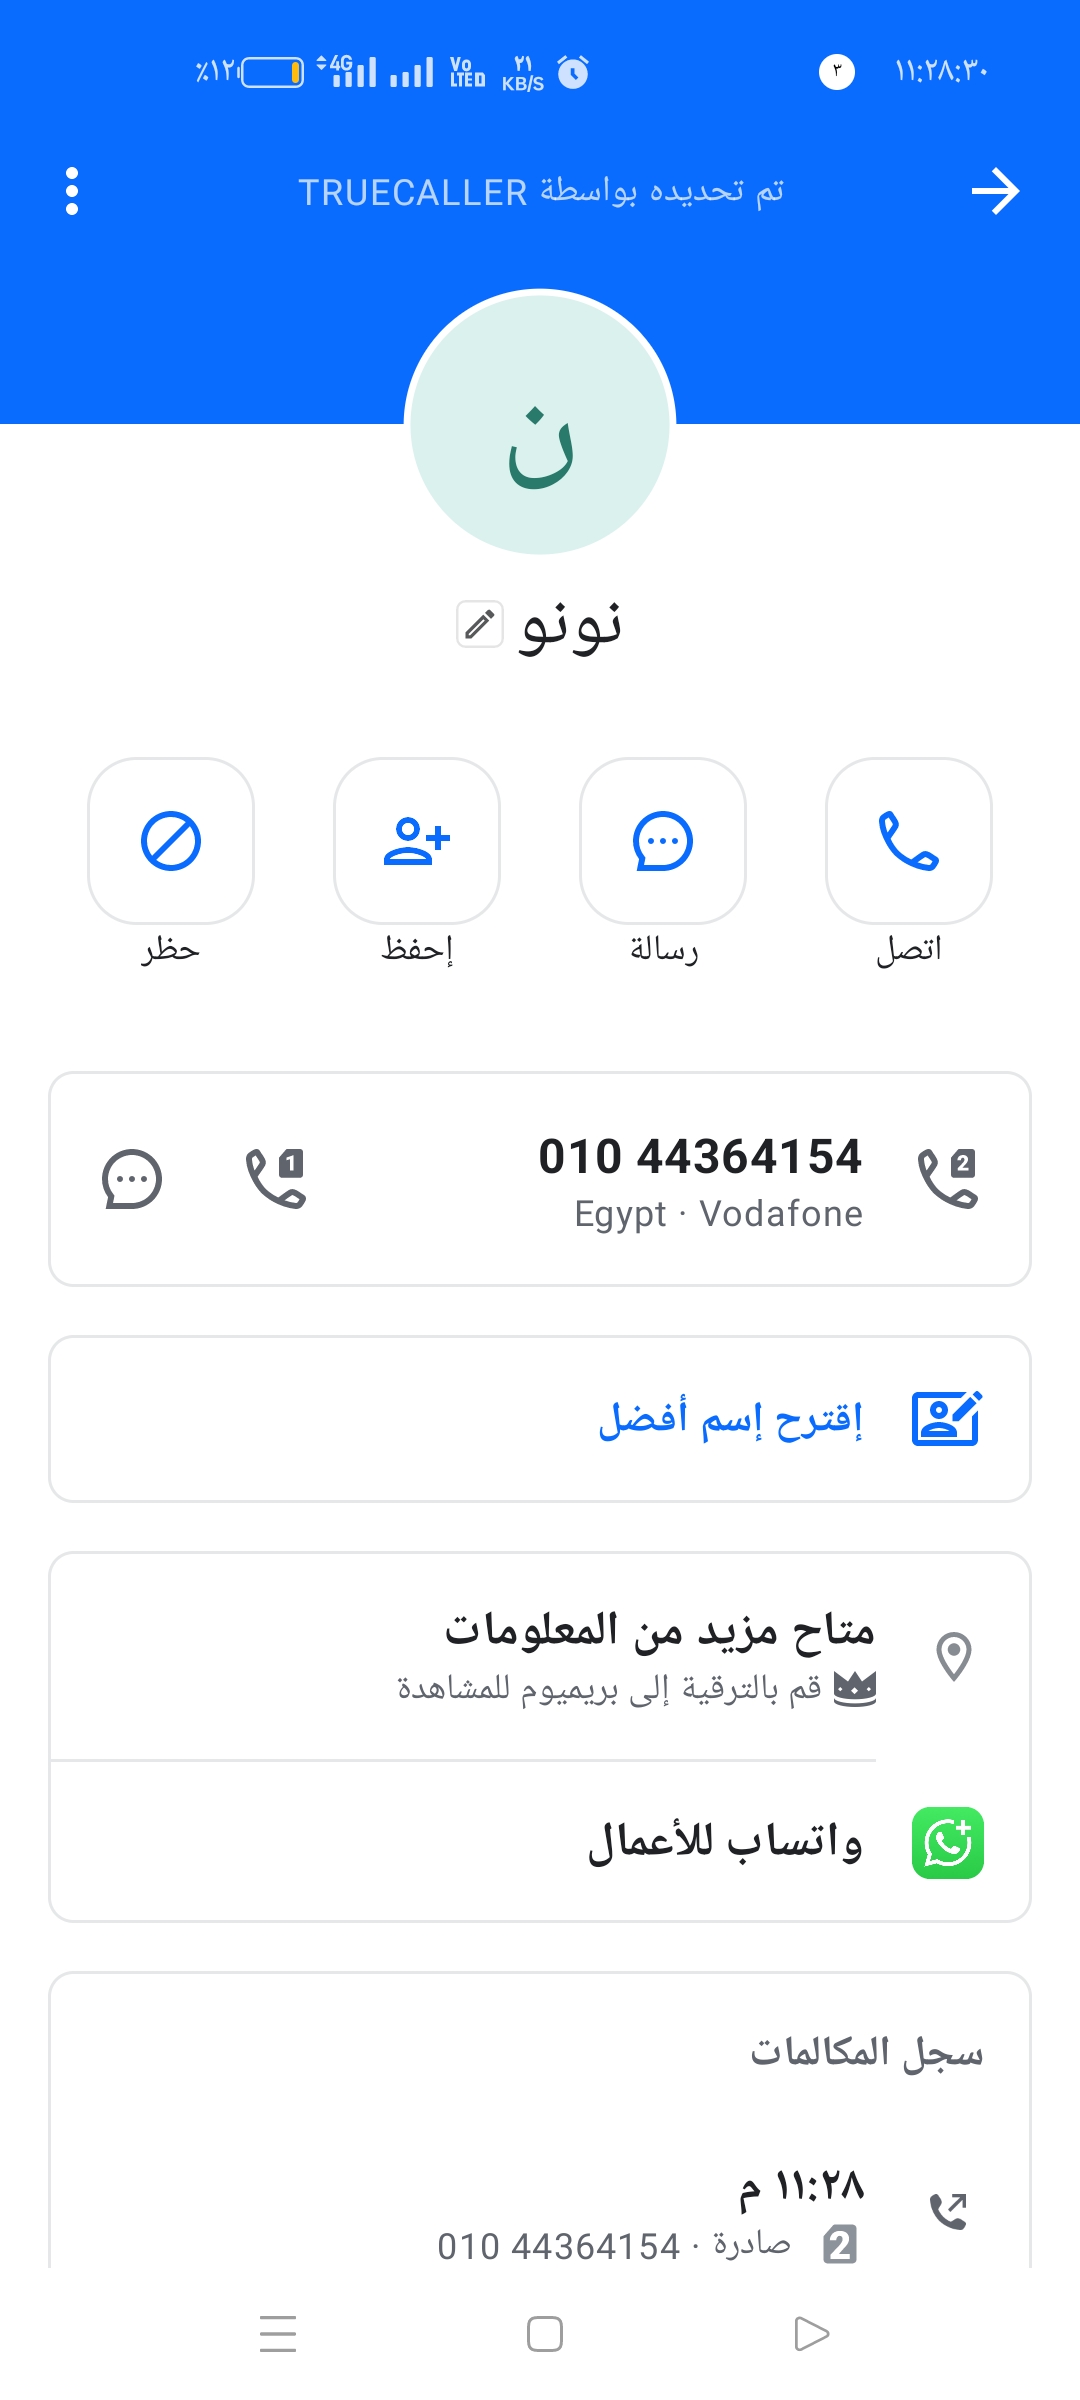 ١١:٢٨:٣٠
٣
٢١ KB/S
Vo LTE D
4G
٪١٢
تم تحديده بواسطة TRUECALLER
ن
نونو
اتصل
رسالة
إحفظ
حظر
2
010 44364154
1
Egypt · Vodafone
إقترح إسم أفضل
متاح مزيد من المعلومات
قم بالترقية إلى بريميوم للمشاهدة
واتساب للأعمال
سجل المكالمات
١١:٢٨ م
2 صادرة · 010 44364154